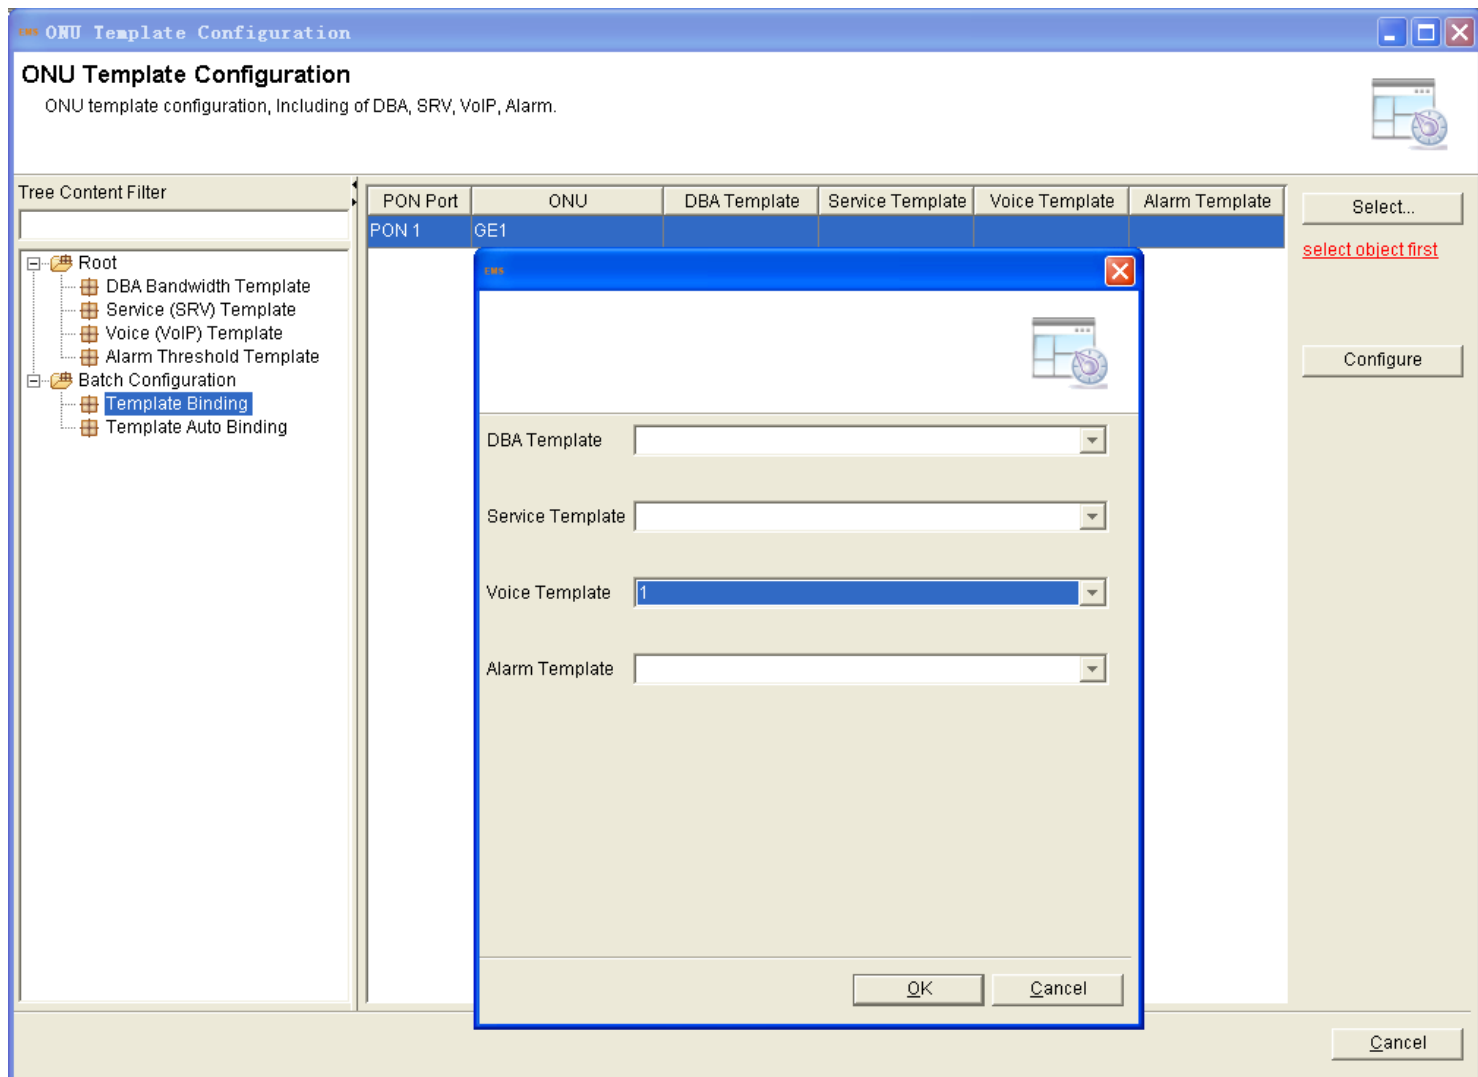 EMS ONU Template Configuration
ONU Template Configuration
ONU template configuration, Including of DBA, SRV, VoIP, Alarm.
Tree Content Filter
Root
DBA Bandwidth Template
Service (SRV) Template
Voice (VoIP) Template
Alarm Threshold Template
Batch Configuration
Template Binding
Template Auto Binding
PON Port ONU DBA Template Service Template Voice Template Alarm Template
PON 1 GE1
Select...
select object first
Configure
EMS
DBA Template
Service Template
Voice Template 1
Alarm Template
OK Cancel
Cancel